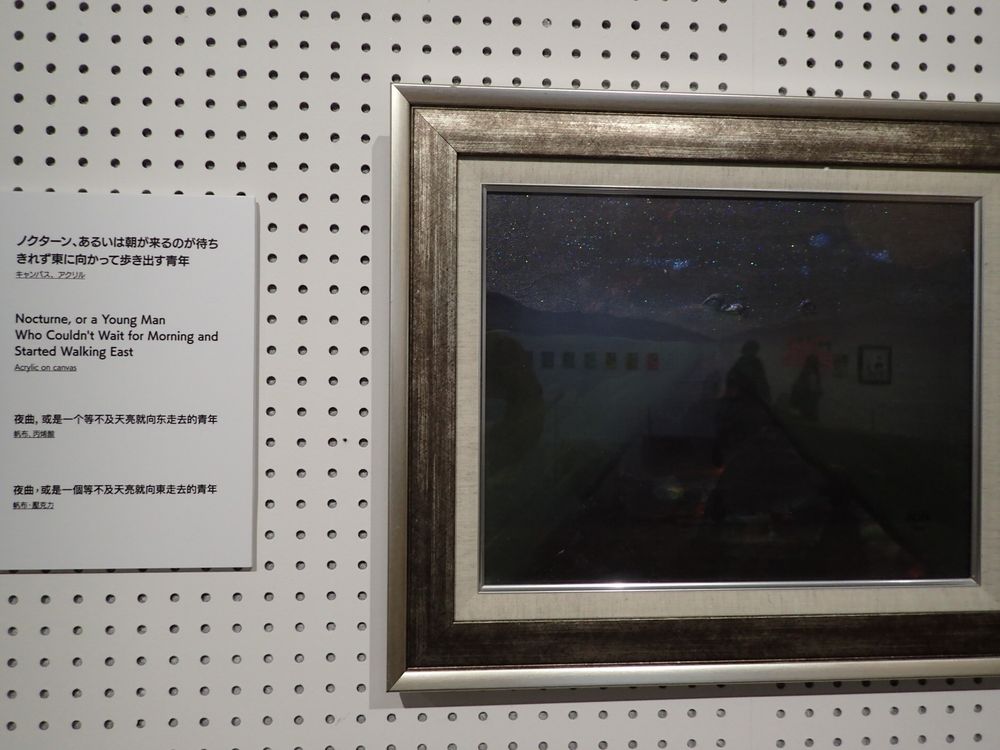 ノクターン、あるいは朝が来るのが待ち
きれず東に向かって歩き出す青年
キャンバス、アクリル
Nocturne, or a Young Man
Who Couldn't Wait for Morning and
Started Walking East
Acrylic on canvas
夜曲，或是一个等不及天亮就向东走去的青年
帆布、丙烯酸
夜曲，或是一個等不及天亮就向東走去的青年
帆布、壓克力